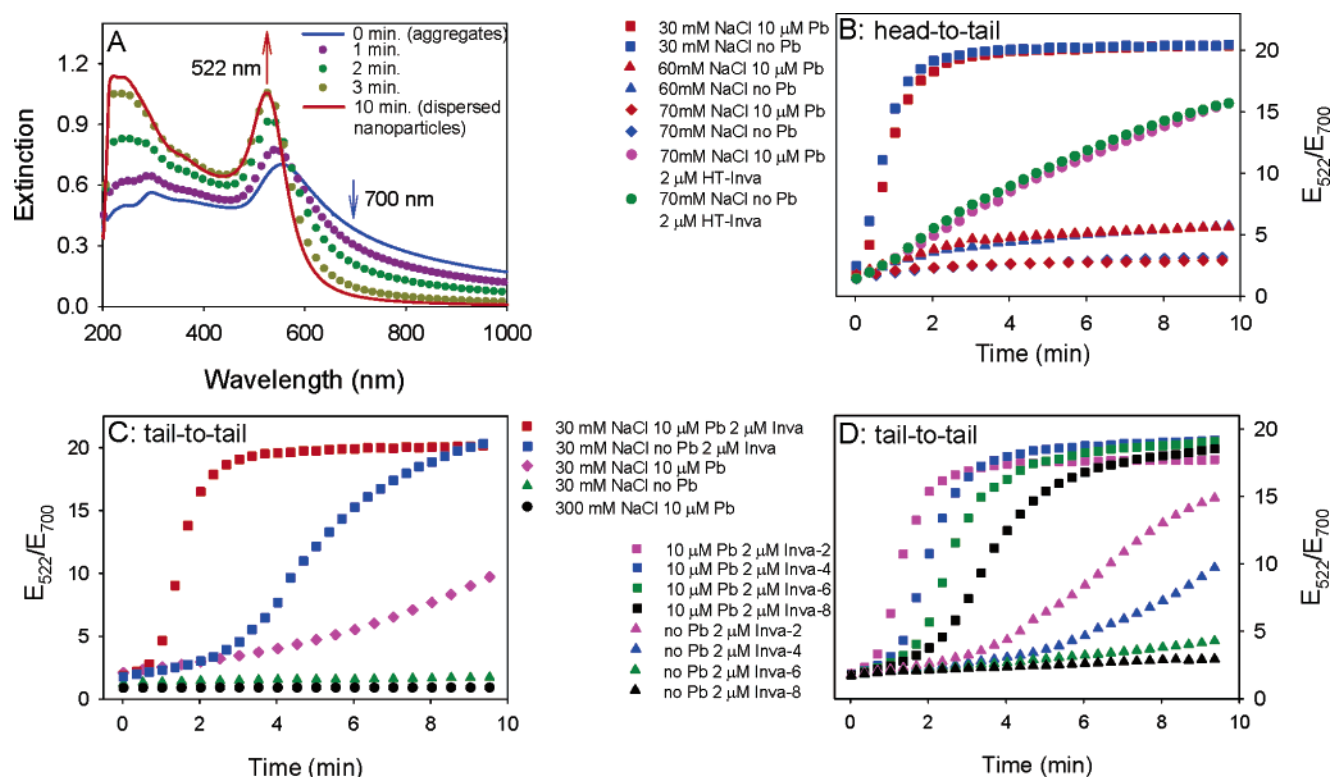 A
0 min. (aggregates)
1 min.
2 min.
3 min.
10 min. (dispersed
nanoparticles)
522 nm
700 nm
1.2
0.9
0.6
0.3
0.0
200 400 600 800 1000
Extinction
Wavelength (nm)
30 mM NaCl 10 μM Pb
30 mM NaCl no Pb
60mM NaCl 10 μM Pb
60mM NaCl no Pb
70mM NaCl 10 μM Pb
70mM NaCl no Pb
70mM NaCl 10 μM Pb
2 μM HT-Inva
70mM NaCl no Pb
2 μM HT-Inva
B: head-to-tail
20
15
10
5
0
E522/E700
0 2 4 6 8 10
Time (min)
C: tail-to-tail
20
15
10
5
0
E522/E700
0 2 4 6 8 10
Time (min)
30 mM NaCl 10 μM Pb 2 μM Inva
30 mM NaCl no Pb 2 μM Inva
30 mM NaCl 10 μM Pb
30 mM NaCl no Pb
300 mM NaCl 10 μM Pb
10 μM Pb 2 μM Inva-2
10 μM Pb 2 μM Inva-4
10 μM Pb 2 μM Inva-6
10 μM Pb 2 μM Inva-8
no Pb 2 μM Inva-2
no Pb 2 μM Inva-4
no Pb 2 μM Inva-6
no Pb 2 μM Inva-8
D: tail-to-tail
20
15
10
5
0
E522/E700
0 2 4 6 8 10
Time (min)